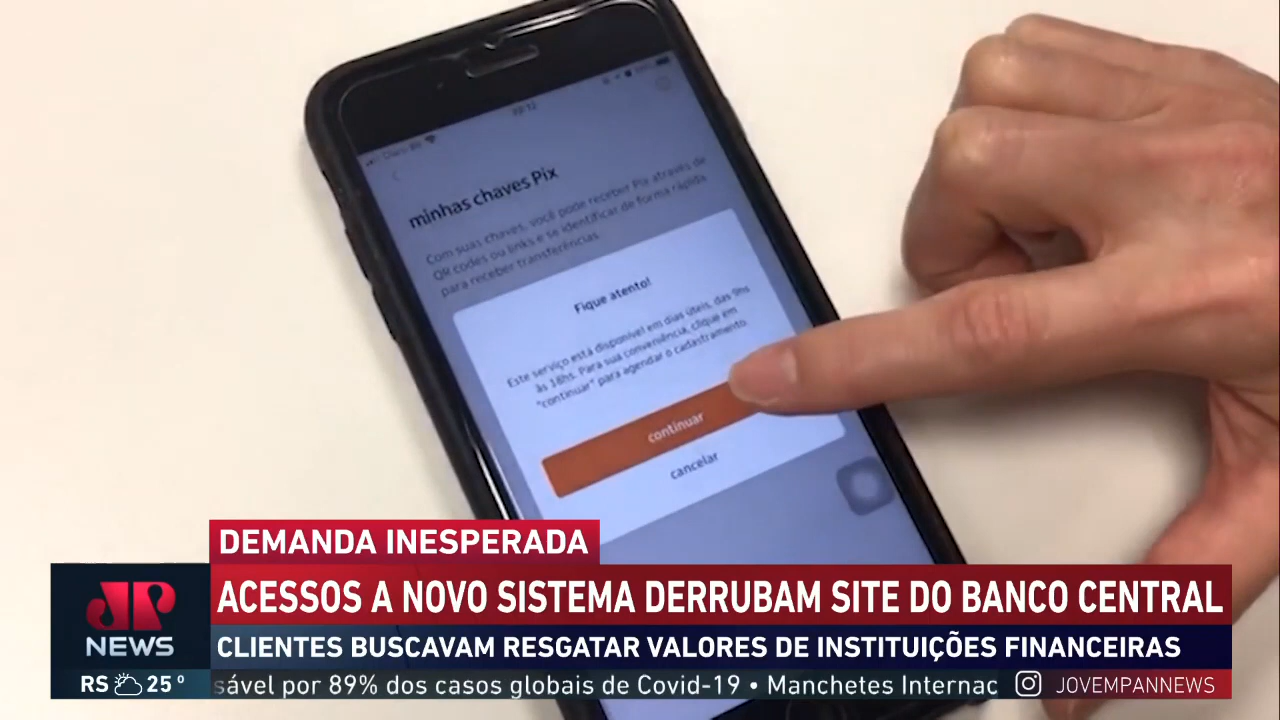 22:12
minhas chaves Pix
Com suas chaves, você pode receber Pix através de
QR codes ou links e se identificar de forma rápida
para receber transferências.
Fique atento!
Este serviço está disponível em dias úteis, das 9hs
às 18hs. Para sua conveniência, clique em
"continuar" para agendar o cadastramento.
continuar
cancelar
DEMANDA INESPERADA
ACESSOS A NOVO SISTEMA DERRUBAM SITE DO BANCO CENTRAL
CLIENTES BUSCAVAM RESGATAR VALORES DE INSTITUIÇÕES FINANCEIRAS
JP
NEWS
RS 25°
sável por 89% dos casos globais de Covid-19 • Manchetes Internac
JOVEMPANNEWS